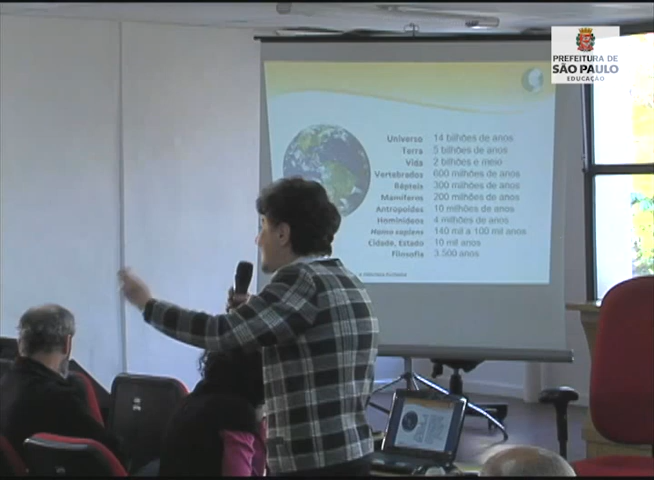 PREFEITURA DE
SÃO PAULO
EDUCAÇÃO
Universo 14 bilhões de anos
Terra 5 bilhões de anos
Vida 2 bilhões e meio
Vertebrados 600 milhões de anos
Répteis 300 milhões de anos
Mamíferos 200 milhões de anos
Antropóides 10 milhões de anos
Hominídeos 4 milhões de anos
Homo sapiens 140 mil a 100 mil anos
Cidade, Estado 10 mil anos
Filosofia 3.500 anos